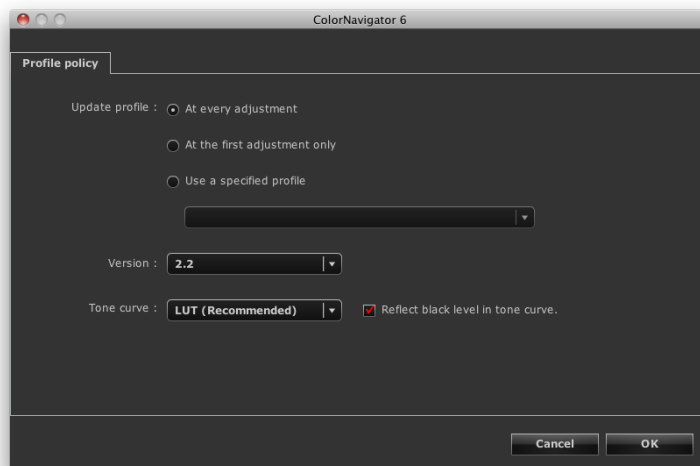 ColorNavigator 6
Profile policy
Update profile : At every adjustment
At the first adjustment only
Use a specified profile
Version : 2.2
Tone curve : LUT (Recommended) Reflect black level in tone curve.
Cancel OK